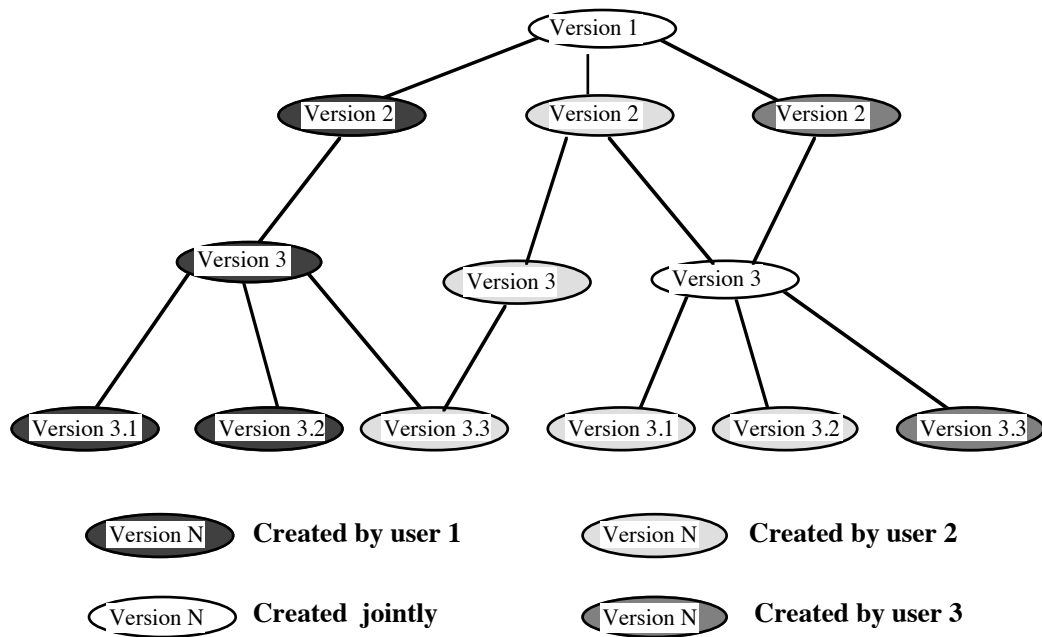 Version 1
Version 2 Version 2 Version 2
Version 3 Version 3 Version 3
Version 3.1 Version 3.2 Version 3.3 Version 3.1 Version 3.2 Version 3.3
Version N Created by user 1 Version N Created by user 2
Version N Created jointly Version N Created by user 3